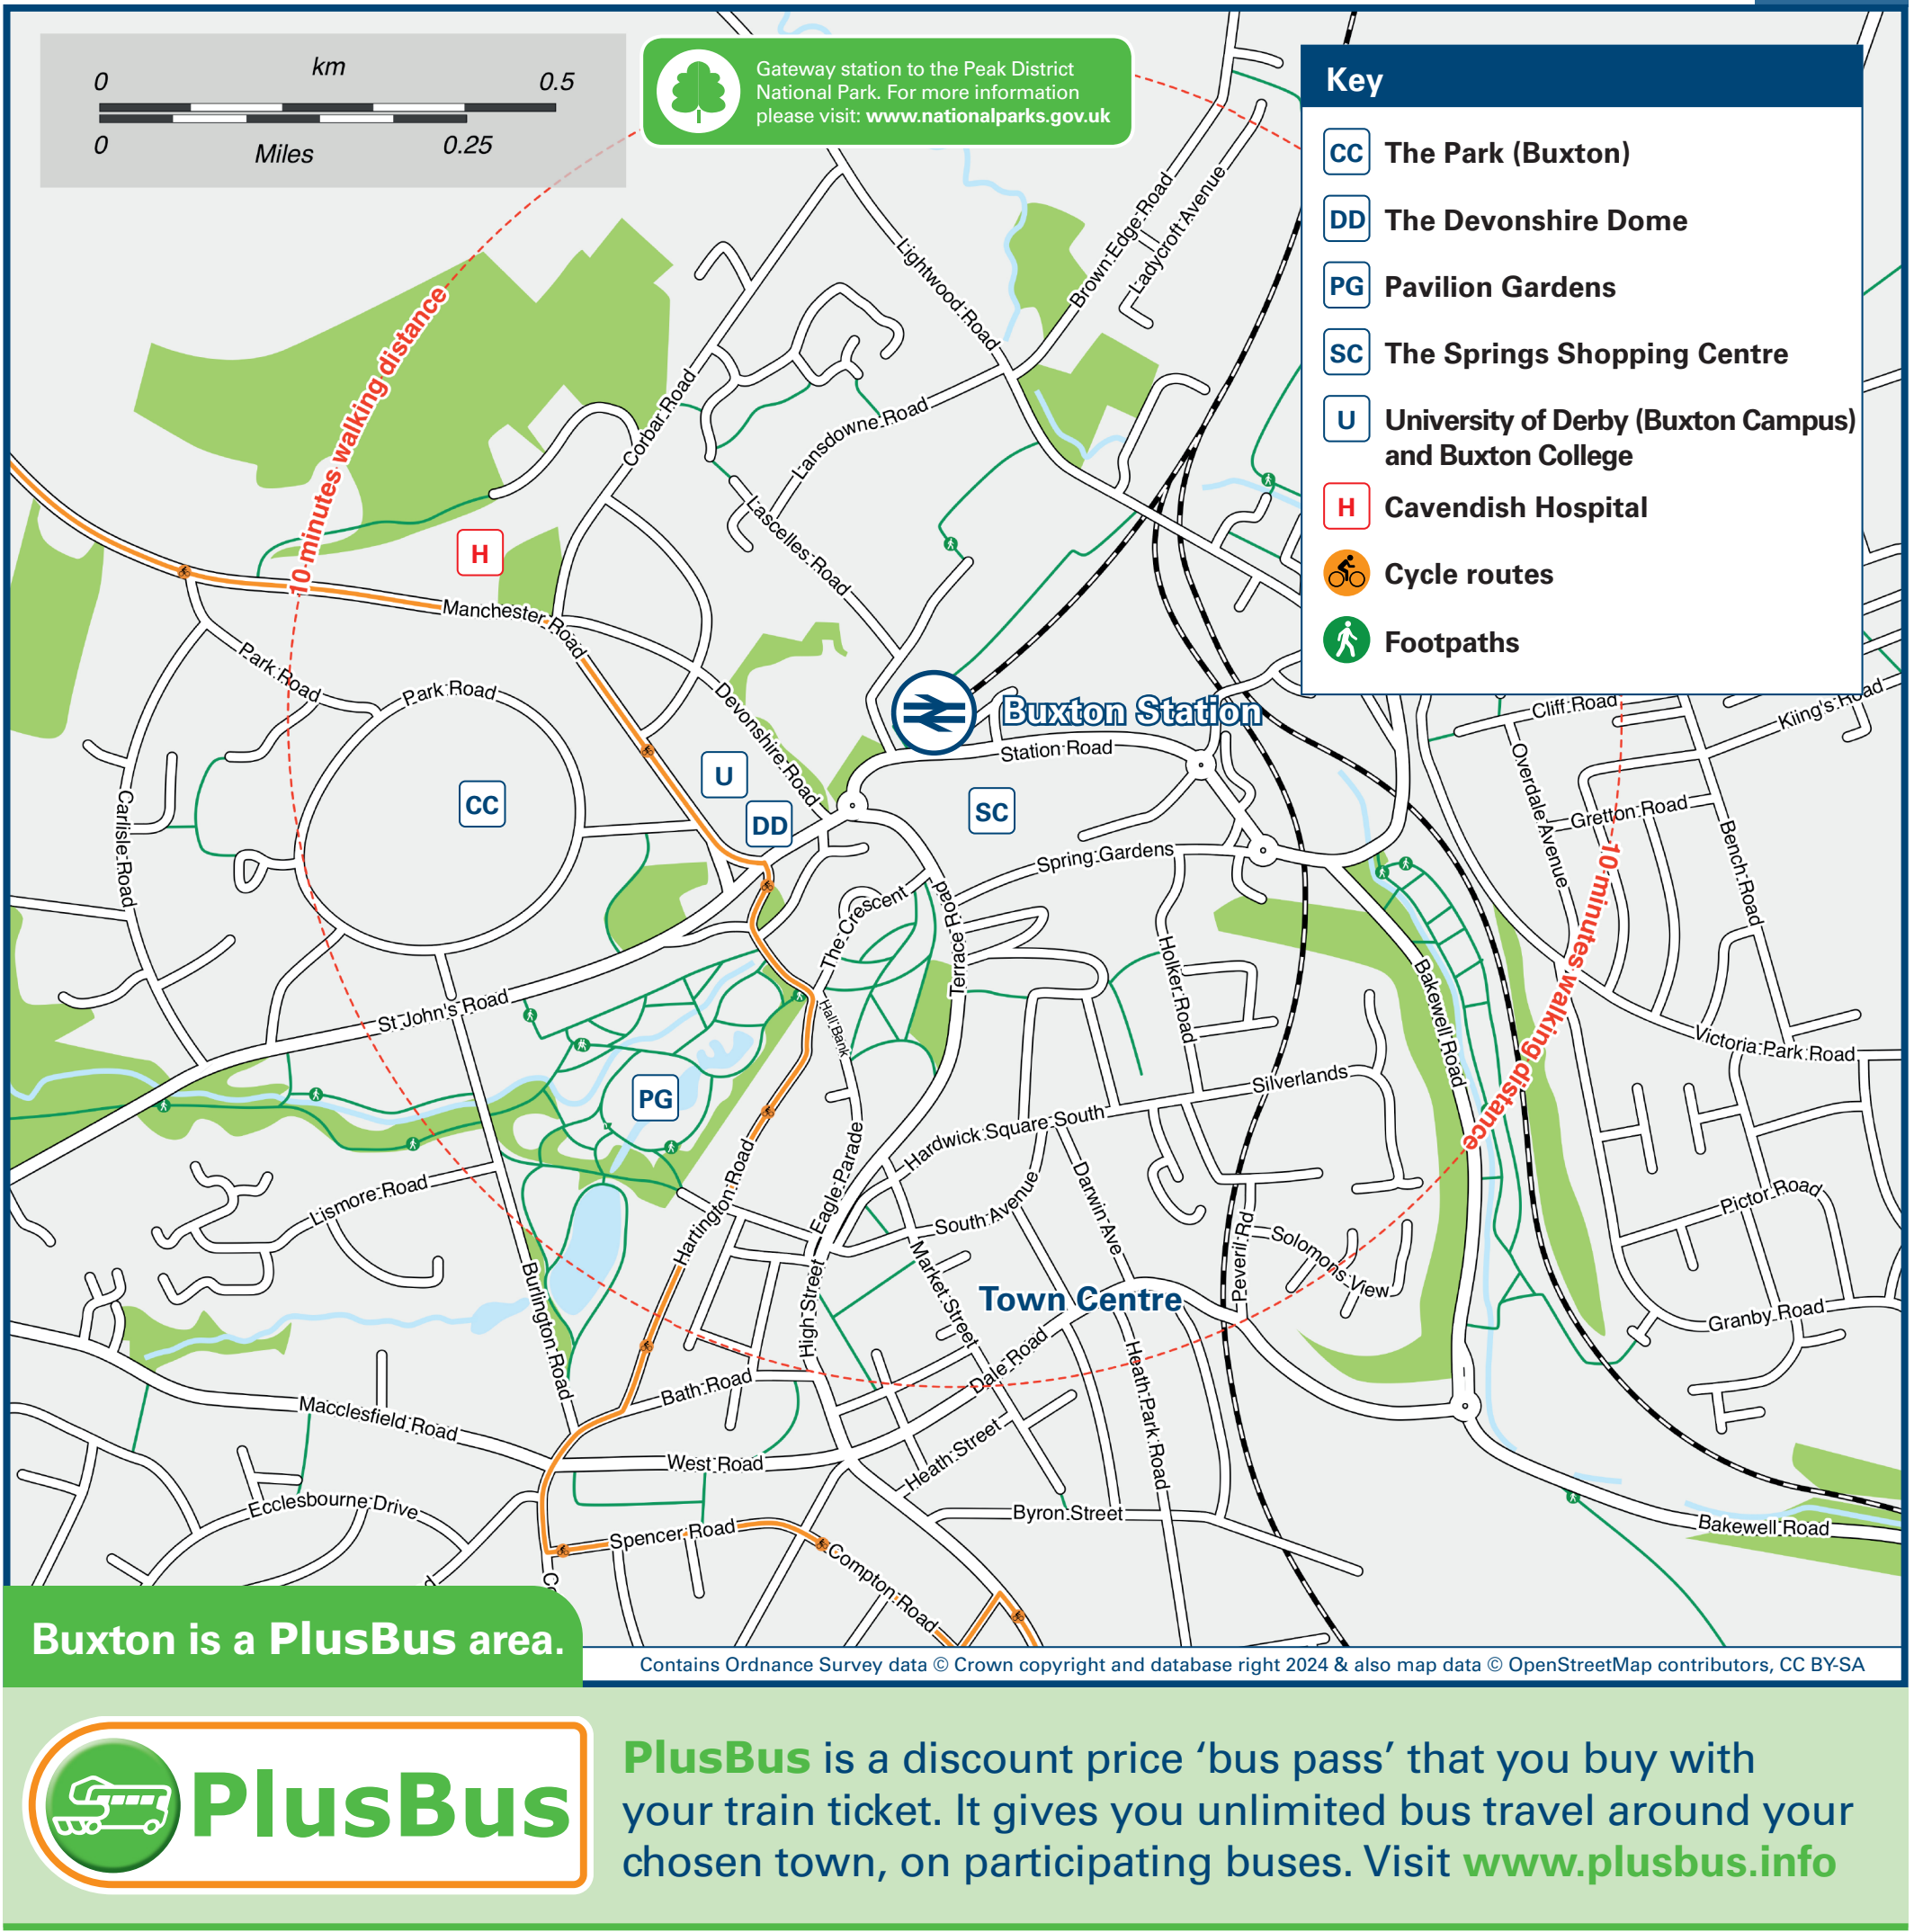 km
0
0.5
0
Miles
0.25
Gateway station to the Peak District
National Park. For more information
please visit: www.nationalparks.gov.uk
Key
CC The Park (Buxton)
DD The Devonshire Dome
PG Pavilion Gardens
SC The Springs Shopping Centre
U University of Derby (Buxton Campus)
and Buxton College
H Cavendish Hospital
Cycle routes
Footpaths
10 minutes walking distance
Lightwood Road
Brown Edge Road
Ladycroft Avenue
Corbar Road
Lansdowne Road
Lascelles Road
H
Manchester Road
Park Road
Park Road
Devonshire Road
Buxton Station
Station Road
Cliff Road
Kiing's Road
Overdale Avenue
Gretton Road
Bench Road
U
CC
DD
SC
Carlisle Road
Spring Gardens
The Crescent
Terrace Road
Holker Road
Bakewell Road
10 minutes walking distance
St John's Road
Hall Bank
Victoria Park Road
PG
Silverlands
Hardwick Square South
Eagle Parade
Hartington Road
Lismore Road
South Avenue
Darwin Ave
Peveril Rd
Solomons View
Pictor Road
Burlington Road
Market Street
Town Centre
High Street
Granby Road
Dale Road
Heath Park Road
Bath Road
Macclesfield Road
West Road
Heath Street
Ecclesbourne Drive
Byron Street
Spencer Road
Compton Road
Bakewell Road
Buxton is a PlusBus area.
Contains Ordnance Survey data © Crown copyright and database right 2024 & also map data © OpenStreetMap contributors, CC BY-SA
PlusBus
PlusBus is a discount price ‘bus pass’ that you buy with
your train ticket. It gives you unlimited bus travel around your
chosen town, on participating buses. Visit www.plusbus.info